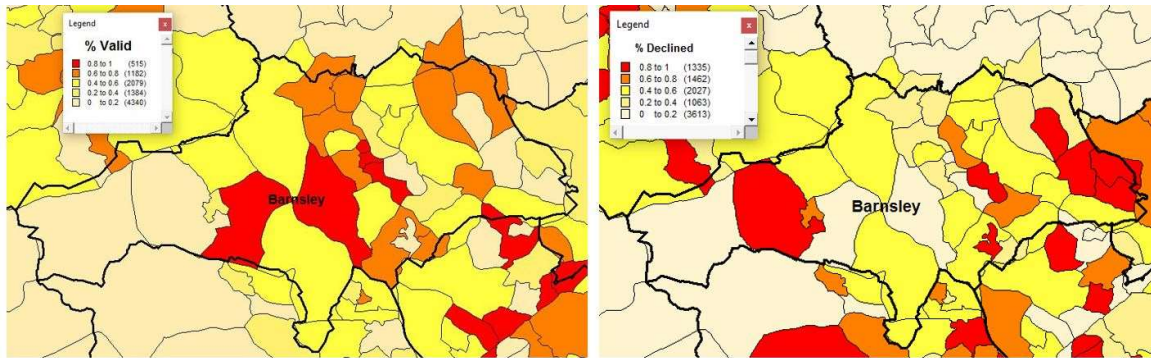 Legend x
% Valid
0.8 to 1 (515)
0.6 to 0.8 (1182)
0.4 to 0.6 (2079)
0.2 to 0.4 (1384)
0 to 0.2 (4340)
Barnsley
Legend x
% Declined
0.8 to 1 (1335)
0.6 to 0.8 (1462)
0.4 to 0.6 (2027)
0.2 to 0.4 (1063)
0 to 0.2 (3613)
Barnsley